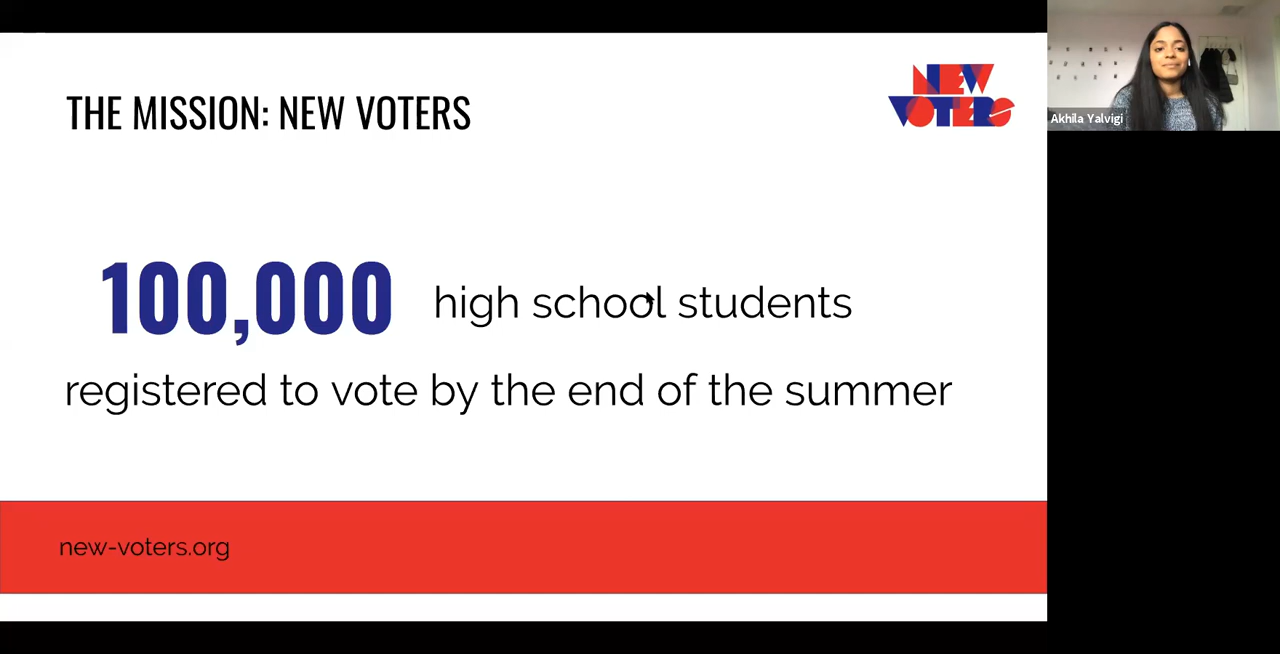 THE MISSION: NEW VOTERS
NEW
VOTERS
Akhila Yalvigi
100,000 high school students
registered to vote by the end of the summer
new-voters.org